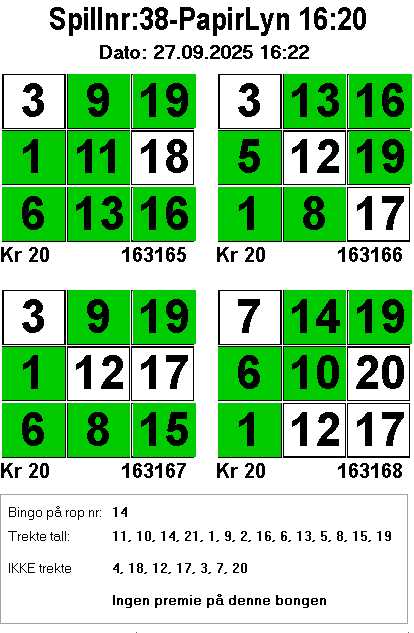 Spillnr:38-PapirLyn 16:20
Dato: 27.09.2025 16:22
3 9 19
1 11 18
6 13 16
Kr 20 163165
3 13 16
5 12 19
1 8 17
Kr 20 163166
3 9 19
1 12 17
6 8 15
Kr 20 163167
7 14 19
6 10 20
1 12 17
Kr 20 163168
Bingo på rop nr: 14
Trekte tall: 11, 10, 14, 21, 1, 9, 2, 16, 6, 13, 5, 8, 15, 19
IKKE trekte 4, 18, 12, 17, 3, 7, 20
Ingen premie på denne bongen